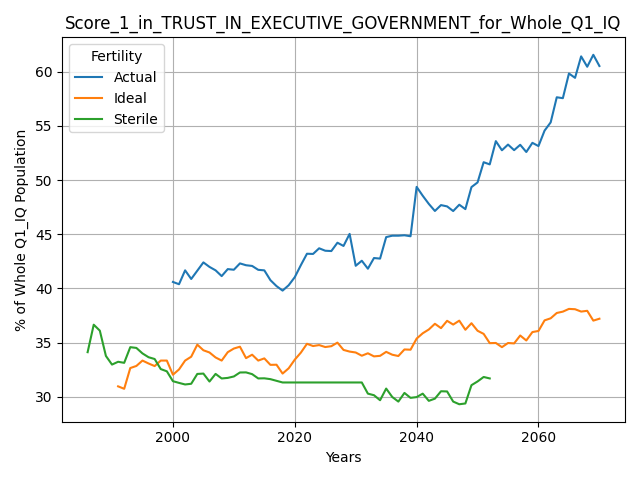 Score_1_in_TRUST_IN_EXECUTIVE_GOVERNMENT_for_Whole_Q1_IQ
Fertility
Actual
Ideal
Sterile
% of Whole Q1_IQ Population
60
55
50
45
40
35
30
2000
2020
2040
2060
Years